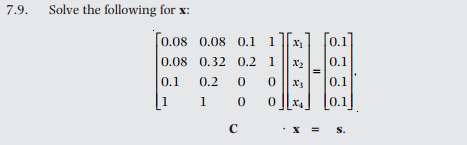 7.9. Solve the following for x:
[0.08 0.08 0.1 1] [x₁] [0.1]
[0.08 0.32 0.2 1] [x₂] = [0.1]
[0.1 0.2 0 0] [x₃] [0.1]
[1 1 0 0] [x₄] [0.1].
C · x = s.